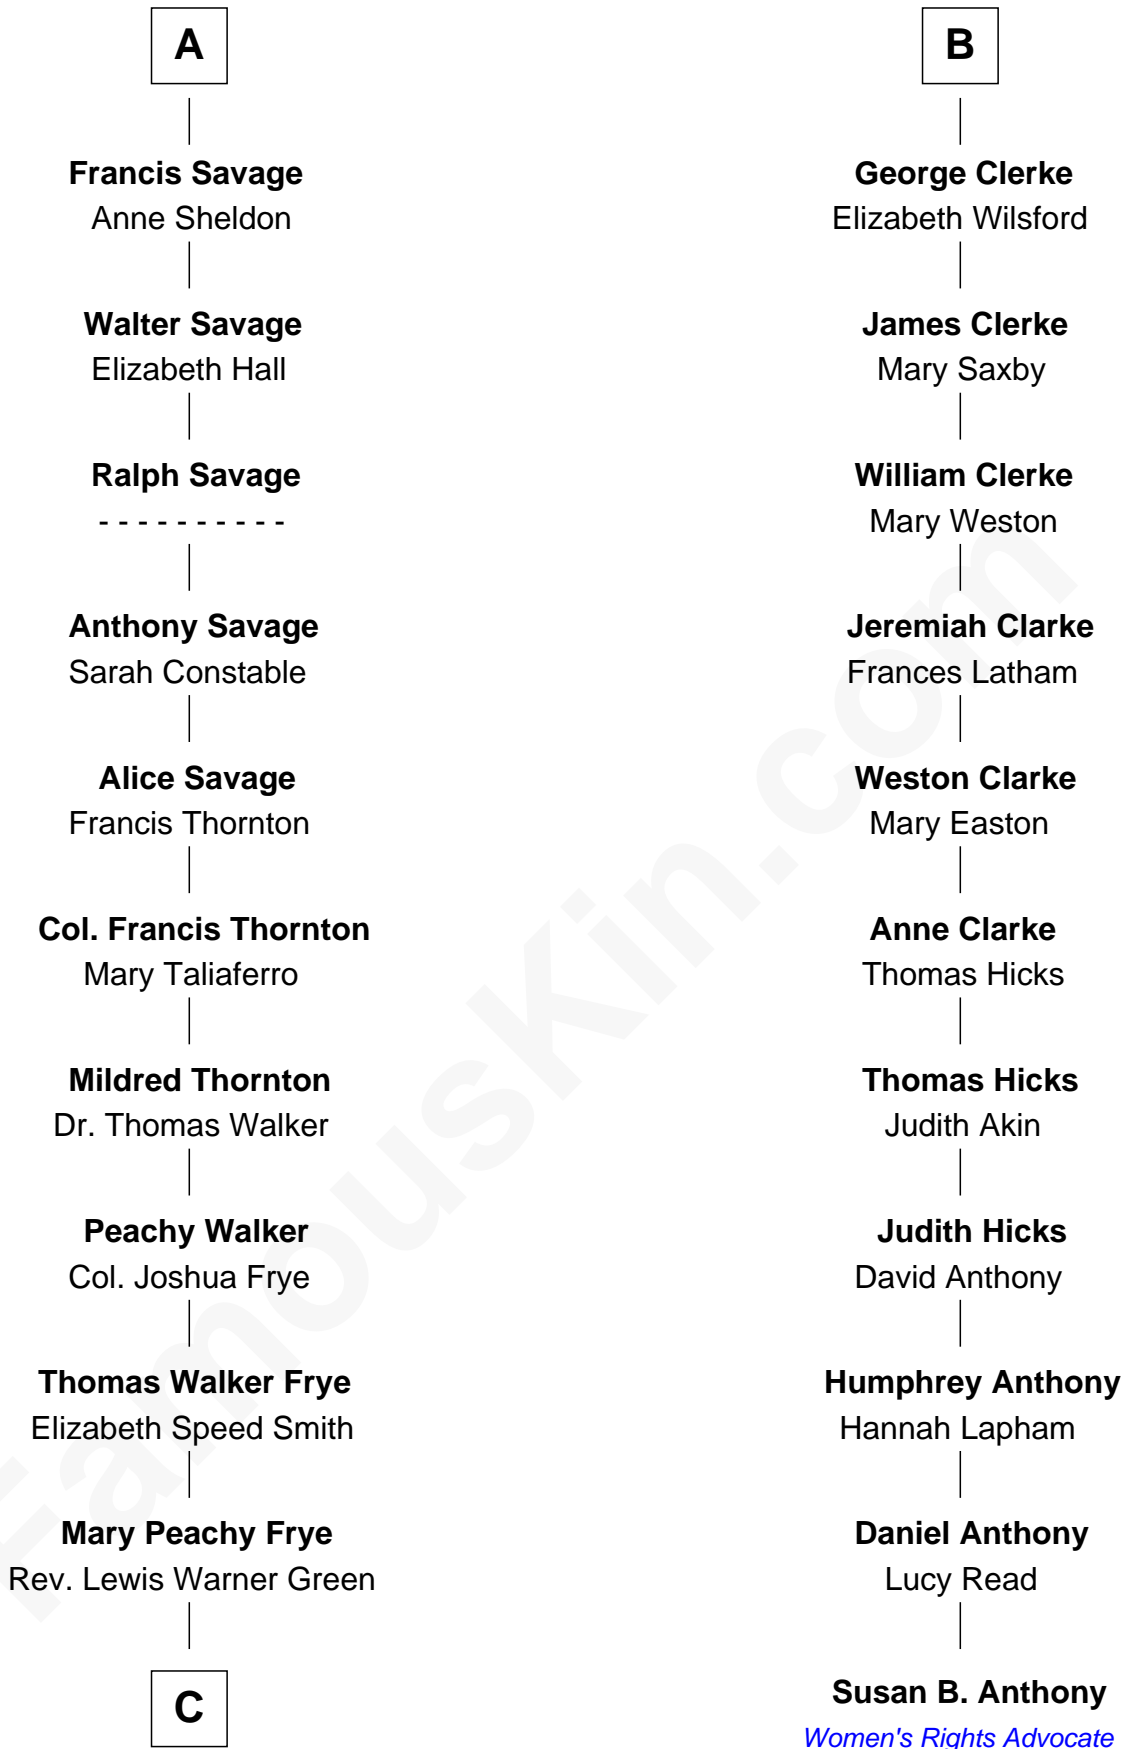 A
Francis Savage
Anne Sheldon
Walter Savage
Elizabeth Hall
Ralph Savage
- - - - - - - - - -
Anthony Savage
Sarah Constable
Alice Savage
Francis Thornton
Col. Francis Thornton
Mary Taliaferro
Mildred Thornton
Dr. Thomas Walker
Peachy Walker
Col. Joshua Frye
Thomas Walker Frye
Elizabeth Speed Smith
Mary Peachy Frye
Rev. Lewis Warner Green
C
B
George Clerke
Elizabeth Wilsford
James Clerke
Mary Saxby
William Clerke
Mary Weston
Jeremiah Clarke
Frances Latham
Weston Clarke
Mary Easton
Anne Clarke
Thomas Hicks
Thomas Hicks
Judith Akin
Judith Hicks
David Anthony
Humphrey Anthony
Hannah Lapham
Daniel Anthony
Lucy Read
Susan B. Anthony
Women's Rights Advocate
FamousKin.com